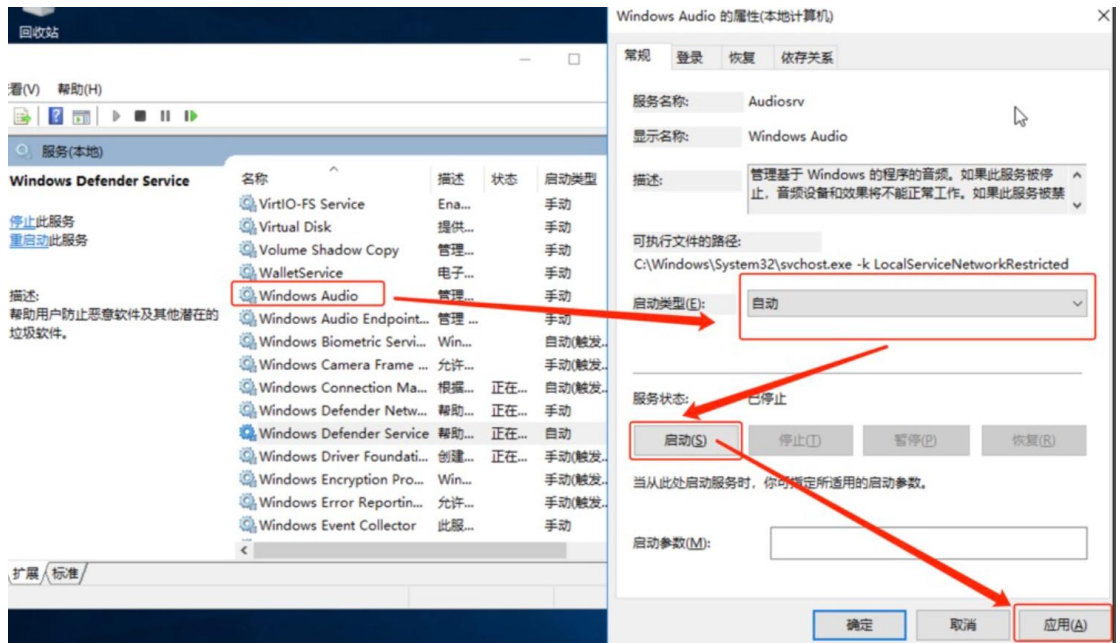 回收站
看(V) 帮助(H)
服务(本地)
Windows Defender Service
停止此服务
重启动此服务
描述:
帮助用户防止恶意软件及其他潜在的
垃圾软件。
名称 描述 状态 启动类型
VirtIO-FS Service Ena... 手动
Virtual Disk 提供... 手动
Volume Shadow Copy 管理... 手动
WalletService 电子... 手动
Windows Audio 管理... 手动
Windows Audio Endpoint... 管理 ... 手动
Windows Biometric Servi... Win... 自动(触发...
Windows Camera Frame ... 允许... 手动(触发...
Windows Connection Ma... 根据... 正在... 自动(触发...
Windows Defender Netw... 帮助... 正在... 手动
Windows Defender Service 帮助... 正在... 自动
Windows Driver Foundati... 创建... 正在... 手动(触发...
Windows Encryption Pro... Win... 手动(触发...
Windows Error Reportin... 允许... 手动(触发...
Windows Event Collector 此服... 手动
扩展 标准
Windows Audio 的属性(本地计算机)
常规 登录 恢复 依存关系
服务名称: Audiosrv
显示名称: Windows Audio
描述: 管理基于 Windows 的程序的音频。如果此服务被停
止，音频设备和效果将不能正常工作。如果此服务被禁
可执行文件的路径:
C:\Windows\System32\svchost.exe -k LocalServiceNetworkRestricted
启动类型(E): 自动
服务状态: 已停止
启动(S) 停止(T) 暂停(P) 恢复(R)
当从此处启动服务时，你可指定所适用的启动参数。
启动参数(M):
确定 取消 应用(A)